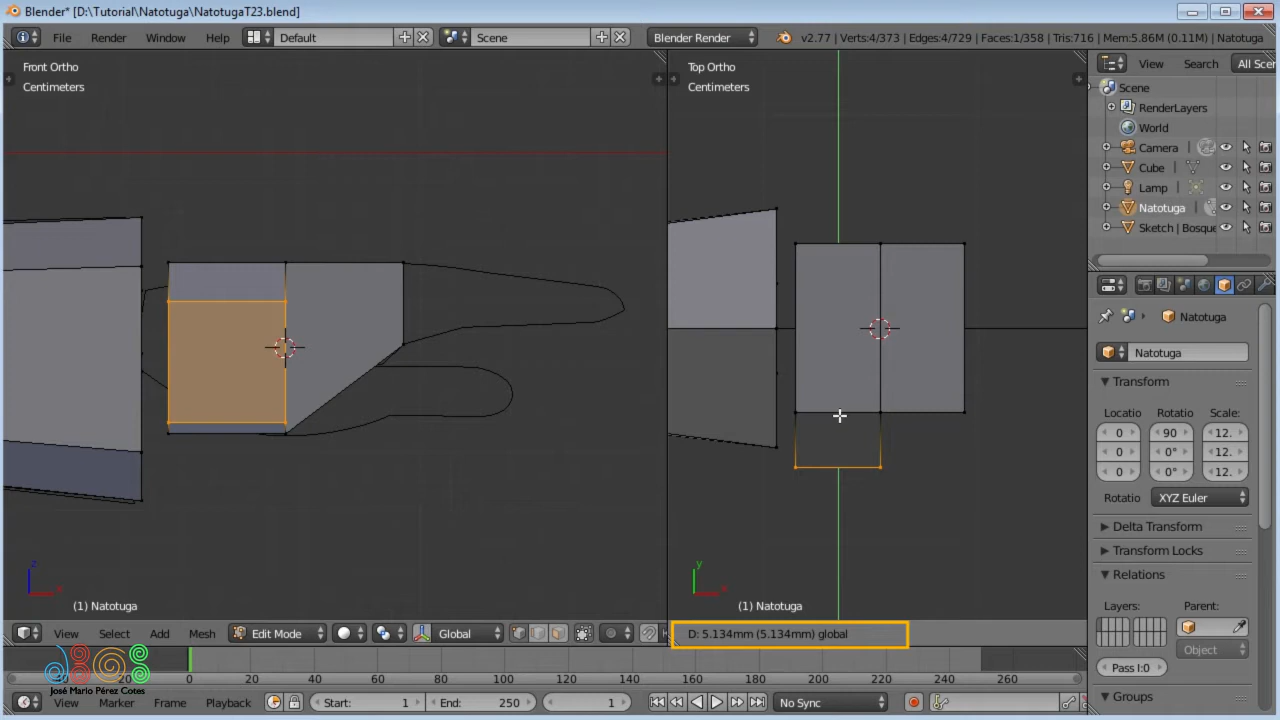 Blender* [D:\Tutorial\Natotuga\NatotugaT23.blend]
File Render Window Help Default Scene Blender Render v2.77 | Verts:4/373 | Edges:4/729 | Faces:1/358 | Tris:716 | Mem:5.86M (0.11M) | Natotuga
Front Ortho
Centimeters
Top Ortho
Centimeters
View Search All Scen
Scene
RenderLayers
World
Camera
Cube
Lamp
Natotuga
Sketch | Bosque
Natotuga
Natotuga
Transform
Locatio Rotatio Scale:
0 90 12.
0 0° 12.
0 0° 12.
Rotatio XYZ Euler
Delta Transform
Transform Locks
Relations
Layers: Parent:
Object
Pass I:0
Groups
z
x
(1) Natotuga
y
x
(1) Natotuga
View Select Add Mesh Edit Mode Global
D: 5.134mm (5.134mm) global
20 0 20 40 60 80 100 120 140 160 180 200 220 240 260
José Mario Pérez Cotes
View Marker Frame Playback Start: 1 End: 250 1 No Sync